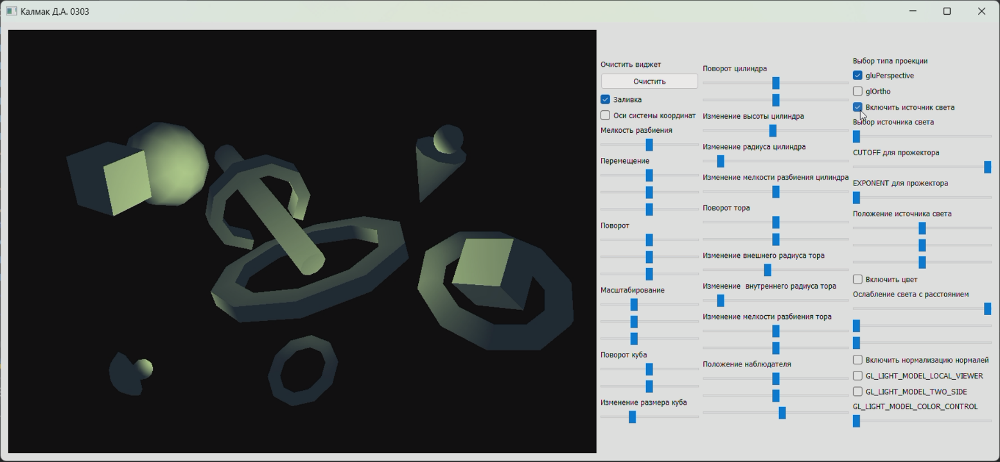 Калмак Д.А. 0303
Очистить виджет
Очистить
Заливка
Оси системы координат
Мелкость разбиения
Перемещение
Поворот
Масштабирование
Поворот куба
Изменение размера куба
Поворот цилиндра
Изменение высоты цилиндра
Изменение радиуса цилиндра
Изменение мелкости разбиения цилиндра
Поворот тора
Изменение внешнего радиуса тора
Изменение внутреннего радиуса тора
Изменение мелкости разбиения тора
Положение наблюдателя
Выбор типа проекции
gluPerspective
glOrtho
Включить источник света
Выбор источника света
CUTOFF для прожектора
EXPONENT для прожектора
Положение источника света
Включить цвет
Ослабление света с расстоянием
Включить нормализацию нормалей
GL_LIGHT_MODEL_LOCAL_VIEWER
GL_LIGHT_MODEL_TWO_SIDE
GL_LIGHT_MODEL_COLOR_CONTROL